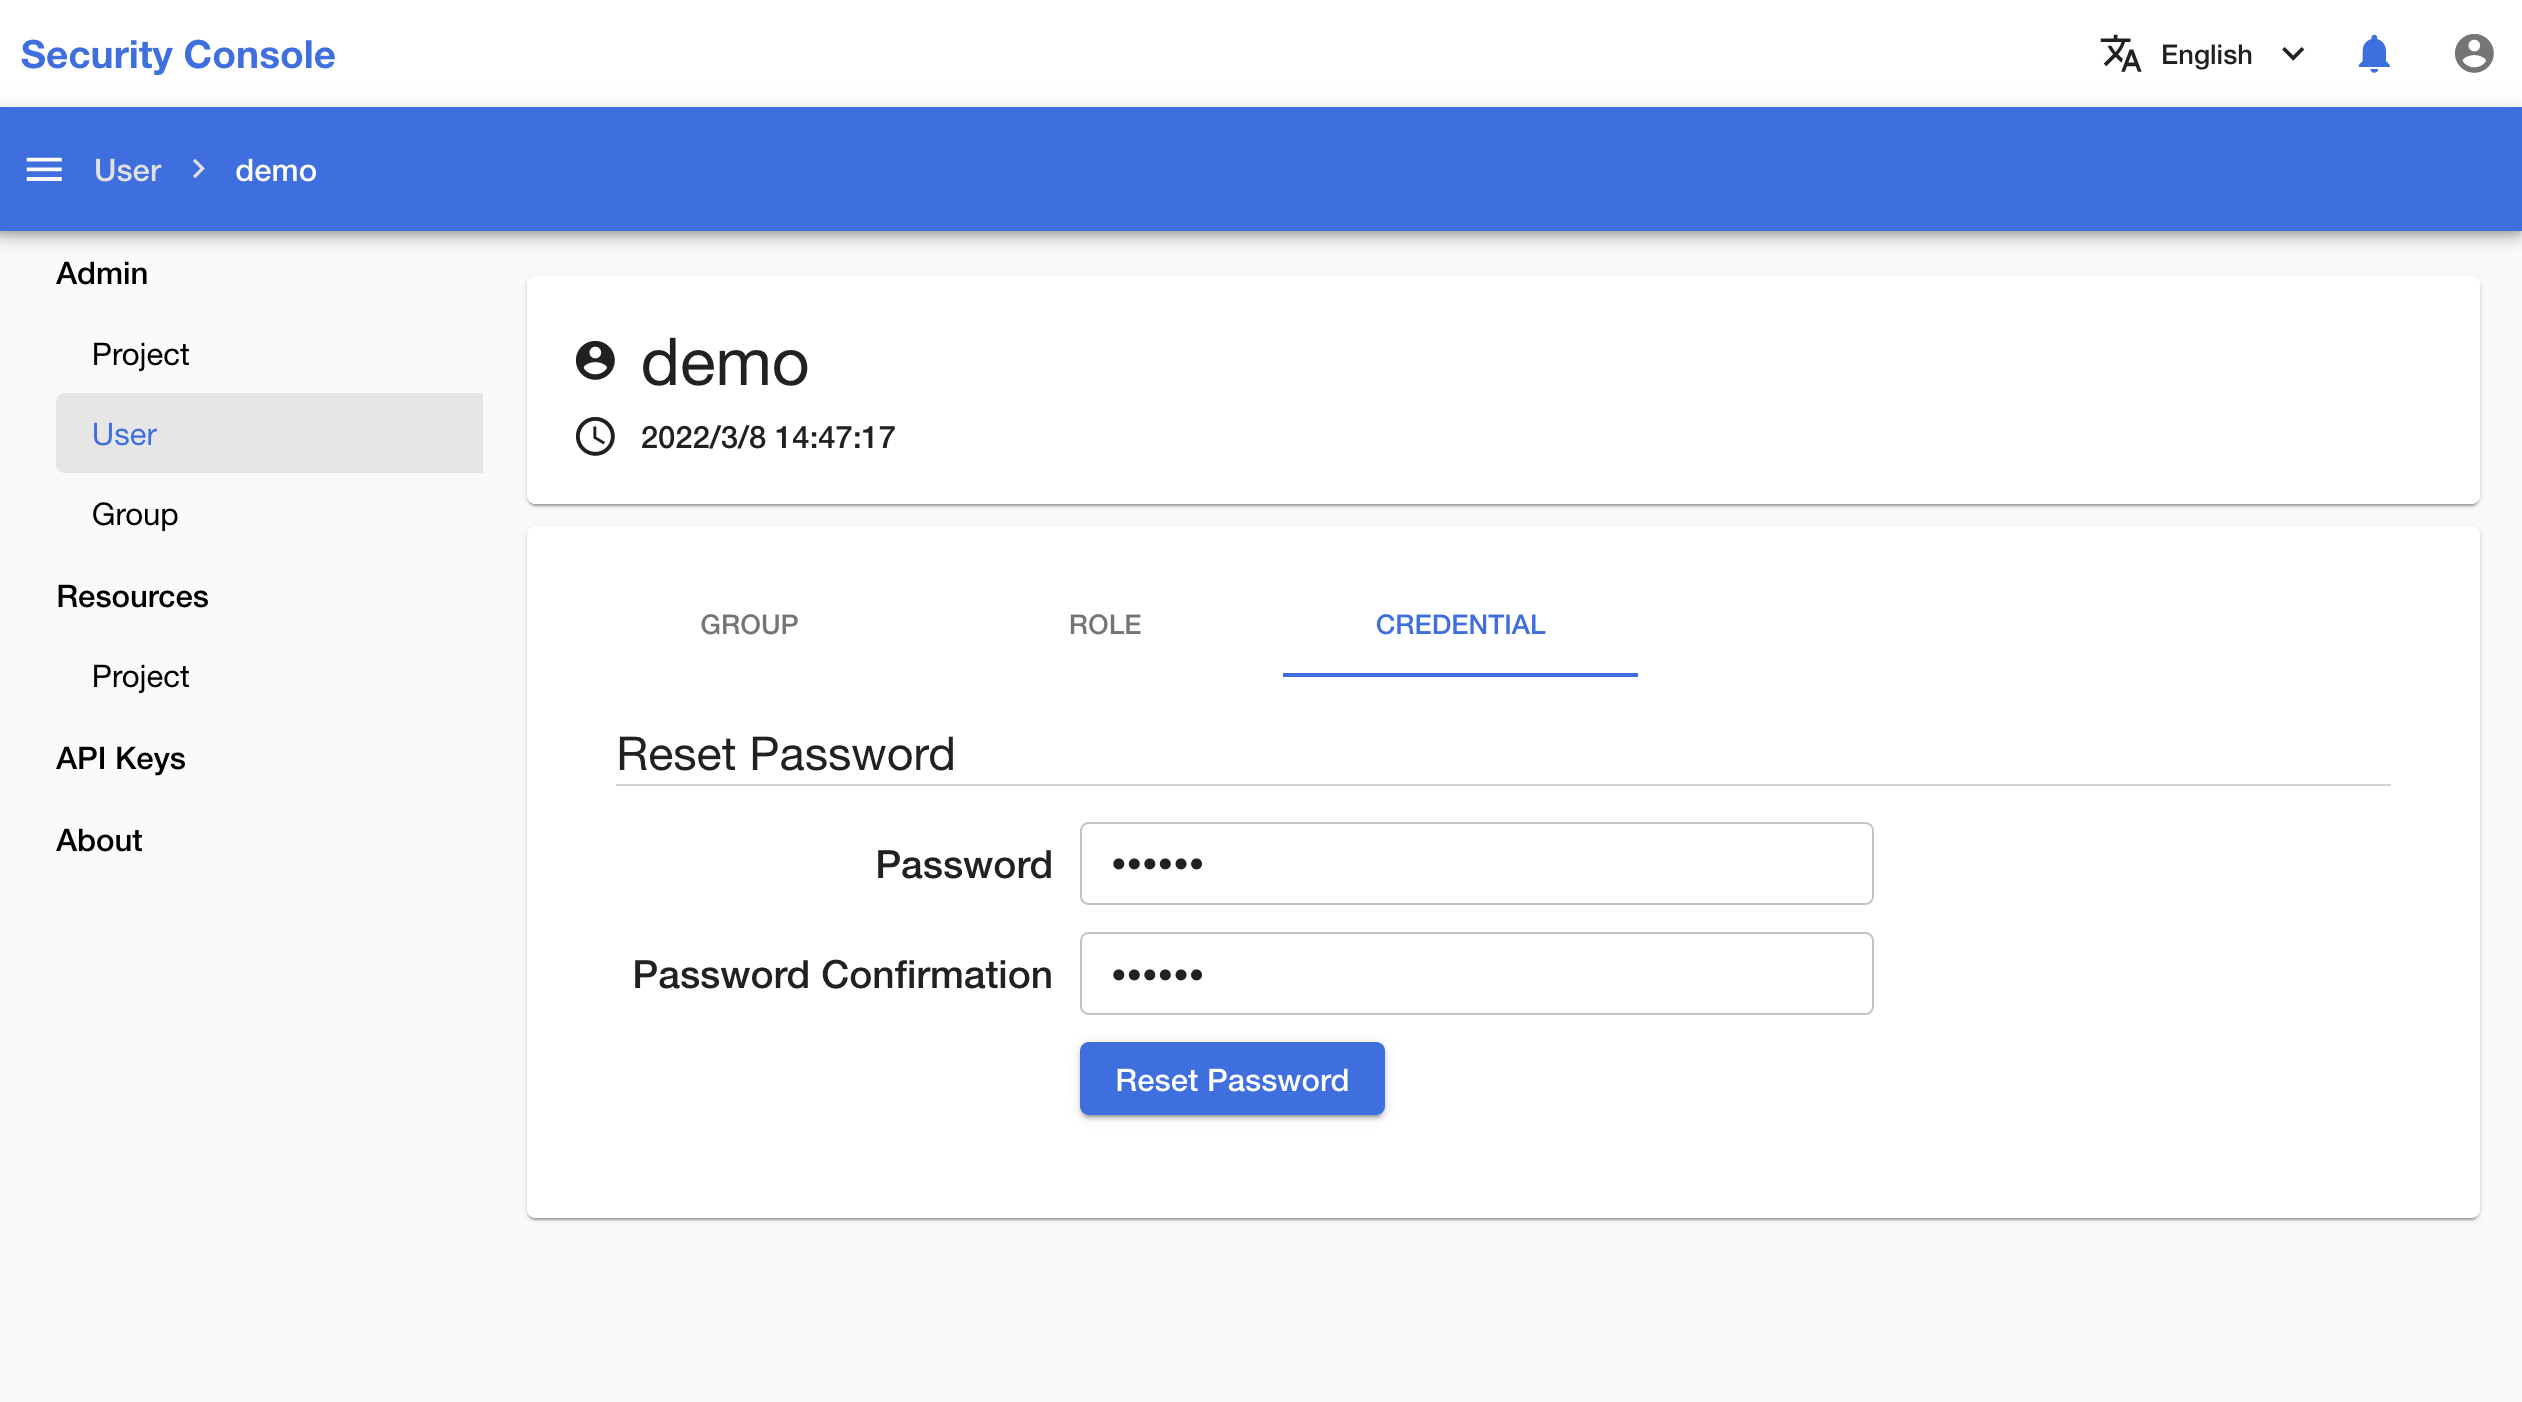 Security Console
English
User > demo
Admin
Project
User
Group
Resources
Project
API Keys
About
demo
2022/3/8 14:47:17
GROUP ROLE CREDENTIAL
Reset Password
Password ••••••
Password Confirmation ••••••
Reset Password